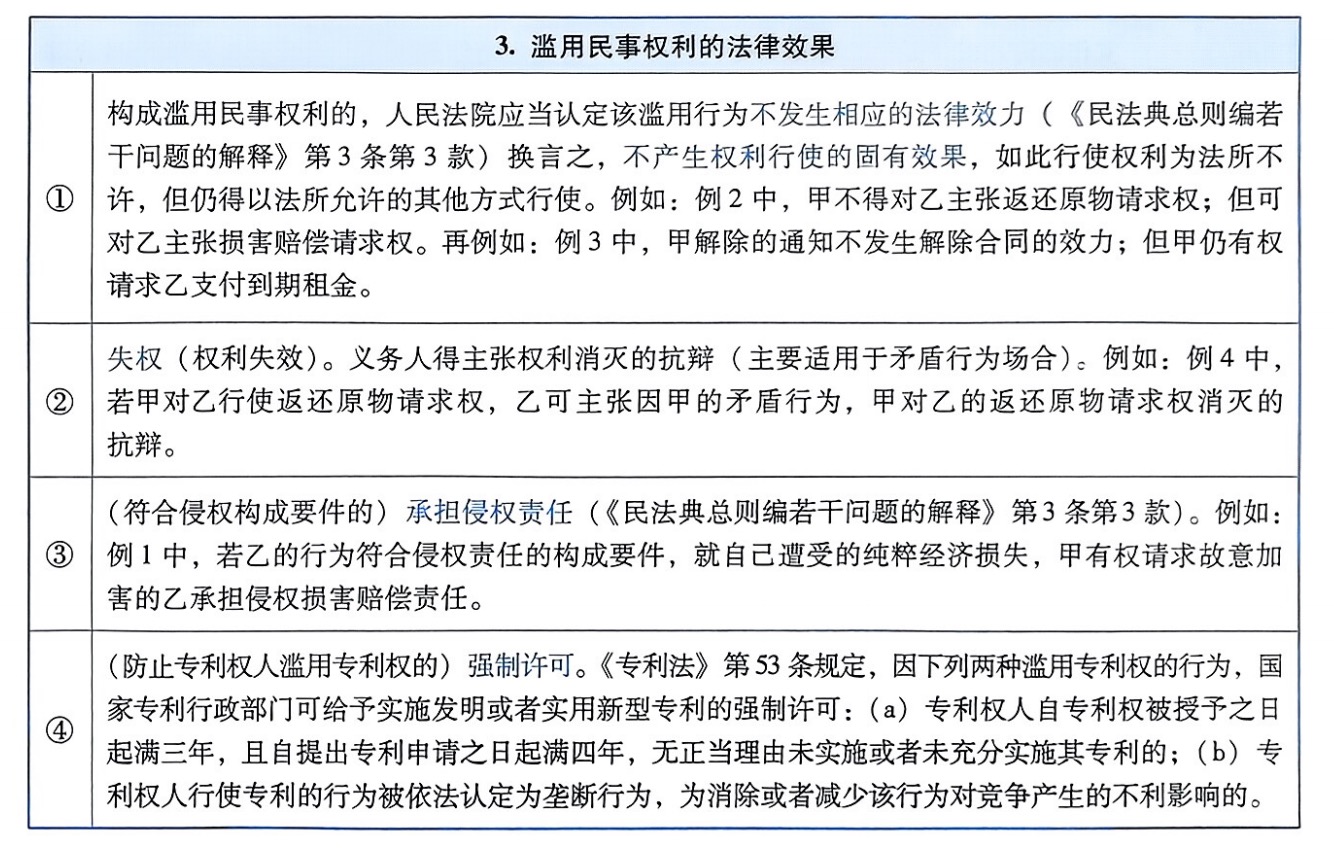 3. 滥用民事权利的法律效果
①
构成滥用民事权利的，人民法院应当认定该滥用行为不发生相应的法律效力（《民法典总则编若
干问题的解释》第3条第3款）换言之，不产生权利行使的固有效果，如此行使权利为法所不
许，但仍得以法所允许的其他方式行使。例如：例2中，甲不得对乙主张返还原物请求权；但可
对乙主张损害赔偿请求权。再例如：例3中，甲解除的通知不发生解除合同的效力；但甲仍有权
请求乙支付到期租金。
②
失权（权利失效）。义务人得主张权利消灭的抗辩（主要适用于矛盾行为场合）。例如：例4中，
若甲对乙行使返还原物请求权，乙可主张因甲的矛盾行为，甲对乙的返还原物请求权消灭的
抗辩。
③
（符合侵权构成要件的）承担侵权责任（《民法典总则编若干问题的解释》第3条第3款）。例如：
例1中，若乙的行为符合侵权责任的构成要件，就自己遭受的纯粹经济损失，甲有权请求故意加
害的乙承担侵权损害赔偿责任。
④
（防止专利权人滥用专利权的）强制许可。《专利法》第53条规定，因下列两种滥用专利权的行为，国
家专利行政部门可给予实施发明或者实用新型专利的强制许可：（a）专利权人自专利权被授予之日
起满三年，且自提出专利申请之日起满四年，无正当理由未实施或者未充分实施其专利的；（b）专
利权人行使专利的行为被依法认定为垄断行为，为消除或者减少该行为对竞争产生的不利影响的。